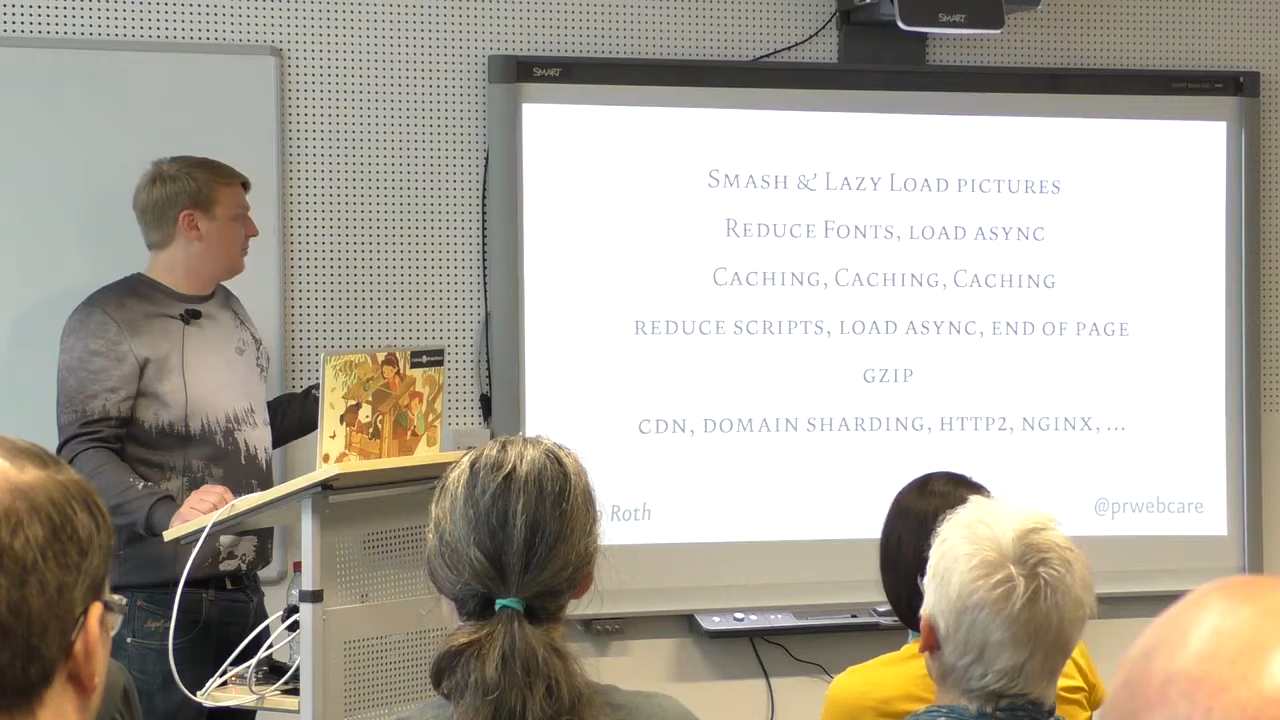 SMART
SMART
SMASH & LAZY LOAD PICTURES
REDUCE FONTS, LOAD ASYNC
CACHING, CACHING, CACHING
REDUCE SCRIPTS, LOAD ASYNC, END OF PAGE
GZIP
CDN, DOMAIN SHARDING, HTTP2, NGINX, ...
Roth
@prwebcare